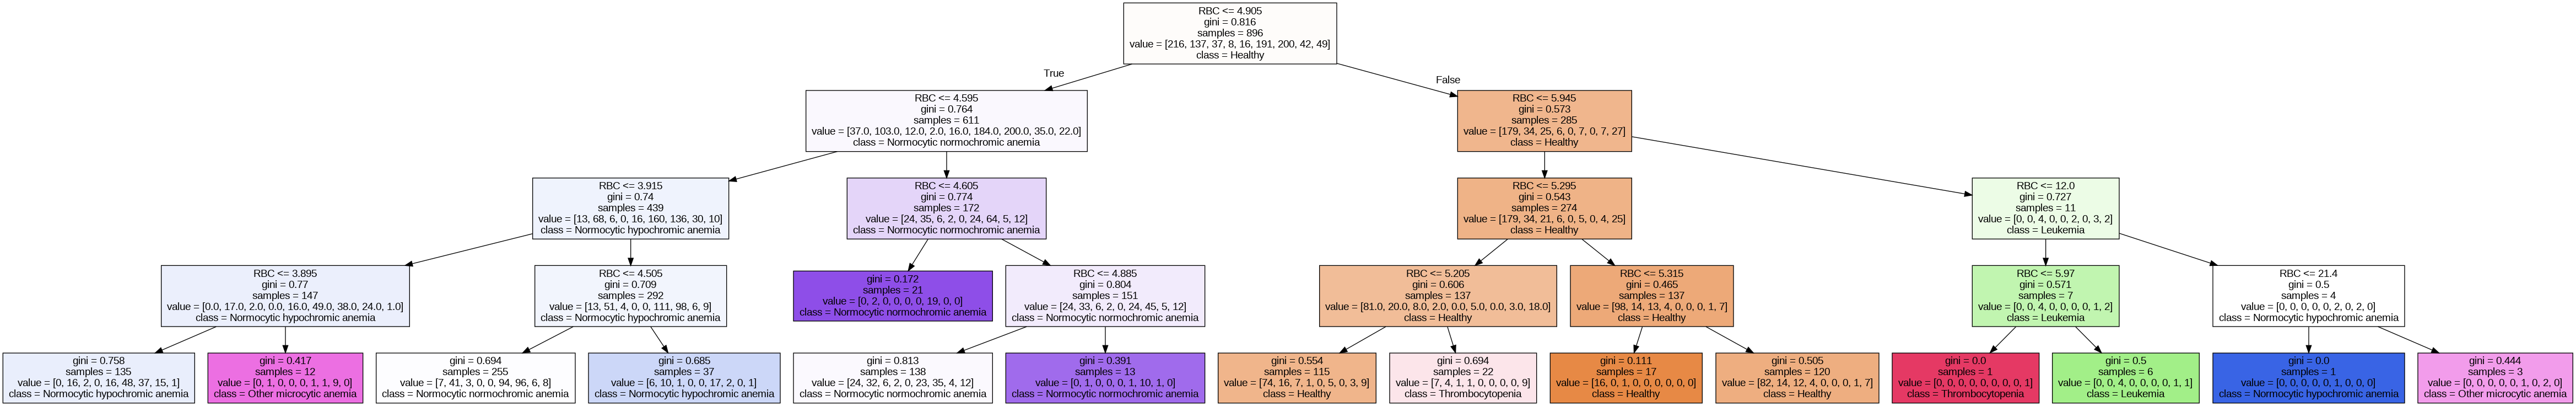 RBC <= 4.905
gini = 0.816
samples = 896
value = [216, 137, 37, 8, 16, 191, 200, 42, 49]
class = Healthy
True
False
RBC <= 4.595
gini = 0.764
samples = 611
value = [37.0, 103.0, 12.0, 2.0, 16.0, 184.0, 200.0, 35.0, 22.0]
class = Normocytic normochromic anemia
RBC <= 5.945
gini = 0.573
samples = 285
value = [179, 34, 25, 6, 0, 7, 0, 7, 27]
class = Healthy
RBC <= 3.915
gini = 0.74
samples = 439
value = [13, 68, 6, 0, 16, 160, 136, 30, 10]
class = Normocytic hypochromic anemia
RBC <= 4.605
gini = 0.774
samples = 172
value = [24, 35, 6, 2, 0, 24, 64, 5, 12]
class = Normocytic normochromic anemia
RBC <= 5.295
gini = 0.543
samples = 274
value = [179, 34, 21, 6, 0, 5, 0, 4, 25]
class = Healthy
RBC <= 12.0
gini = 0.727
samples = 11
value = [0, 0, 4, 0, 0, 2, 0, 3, 2]
class = Leukemia
RBC <= 3.895
gini = 0.77
samples = 147
value = [0.0, 17.0, 2.0, 0.0, 16.0, 49.0, 38.0, 24.0, 1.0]
class = Normocytic hypochromic anemia
RBC <= 4.505
gini = 0.709
samples = 292
value = [13, 51, 4, 0, 0, 111, 98, 6, 9]
class = Normocytic hypochromic anemia
gini = 0.172
samples = 21
value = [0, 2, 0, 0, 0, 0, 19, 0, 0]
class = Normocytic normochromic anemia
RBC <= 4.885
gini = 0.804
samples = 151
value = [24, 33, 6, 2, 0, 24, 45, 5, 12]
class = Normocytic normochromic anemia
RBC <= 5.205
gini = 0.606
samples = 137
value = [81.0, 20.0, 8.0, 2.0, 0.0, 5.0, 0.0, 3.0, 18.0]
class = Healthy
RBC <= 5.315
gini = 0.465
samples = 137
value = [98, 14, 13, 4, 0, 0, 0, 1, 7]
class = Healthy
RBC <= 5.97
gini = 0.571
samples = 7
value = [0, 0, 4, 0, 0, 0, 0, 1, 2]
class = Leukemia
RBC <= 21.4
gini = 0.5
samples = 4
value = [0, 0, 0, 0, 0, 2, 0, 2, 0]
class = Normocytic hypochromic anemia
gini = 0.758
samples = 135
value = [0, 16, 2, 0, 16, 48, 37, 15, 1]
class = Normocytic hypochromic anemia
gini = 0.417
samples = 12
value = [0, 1, 0, 0, 0, 1, 1, 9, 0]
class = Other microcytic anemia
gini = 0.694
samples = 255
value = [7, 41, 3, 0, 0, 94, 96, 6, 8]
class = Normocytic normochromic anemia
gini = 0.685
samples = 37
value = [6, 10, 1, 0, 0, 17, 2, 0, 1]
class = Normocytic hypochromic anemia
gini = 0.813
samples = 138
value = [24, 32, 6, 2, 0, 23, 35, 4, 12]
class = Normocytic normochromic anemia
gini = 0.391
samples = 13
value = [0, 1, 0, 0, 0, 1, 10, 1, 0]
class = Normocytic normochromic anemia
gini = 0.554
samples = 115
value = [74, 16, 7, 1, 0, 5, 0, 3, 9]
class = Healthy
gini = 0.694
samples = 22
value = [7, 4, 1, 1, 0, 0, 0, 0, 9]
class = Thrombocytopenia
gini = 0.111
samples = 17
value = [16, 0, 1, 0, 0, 0, 0, 0, 0]
class = Healthy
gini = 0.505
samples = 120
value = [82, 14, 12, 4, 0, 0, 0, 1, 7]
class = Healthy
gini = 0.0
samples = 1
value = [0, 0, 0, 0, 0, 0, 0, 0, 1]
class = Thrombocytopenia
gini = 0.5
samples = 6
value = [0, 0, 4, 0, 0, 0, 0, 1, 1]
class = Leukemia
gini = 0.0
samples = 1
value = [0, 0, 0, 0, 0, 1, 0, 0, 0]
class = Normocytic hypochromic anemia
gini = 0.444
samples = 3
value = [0, 0, 0, 0, 0, 1, 0, 2, 0]
class = Other microcytic anemia